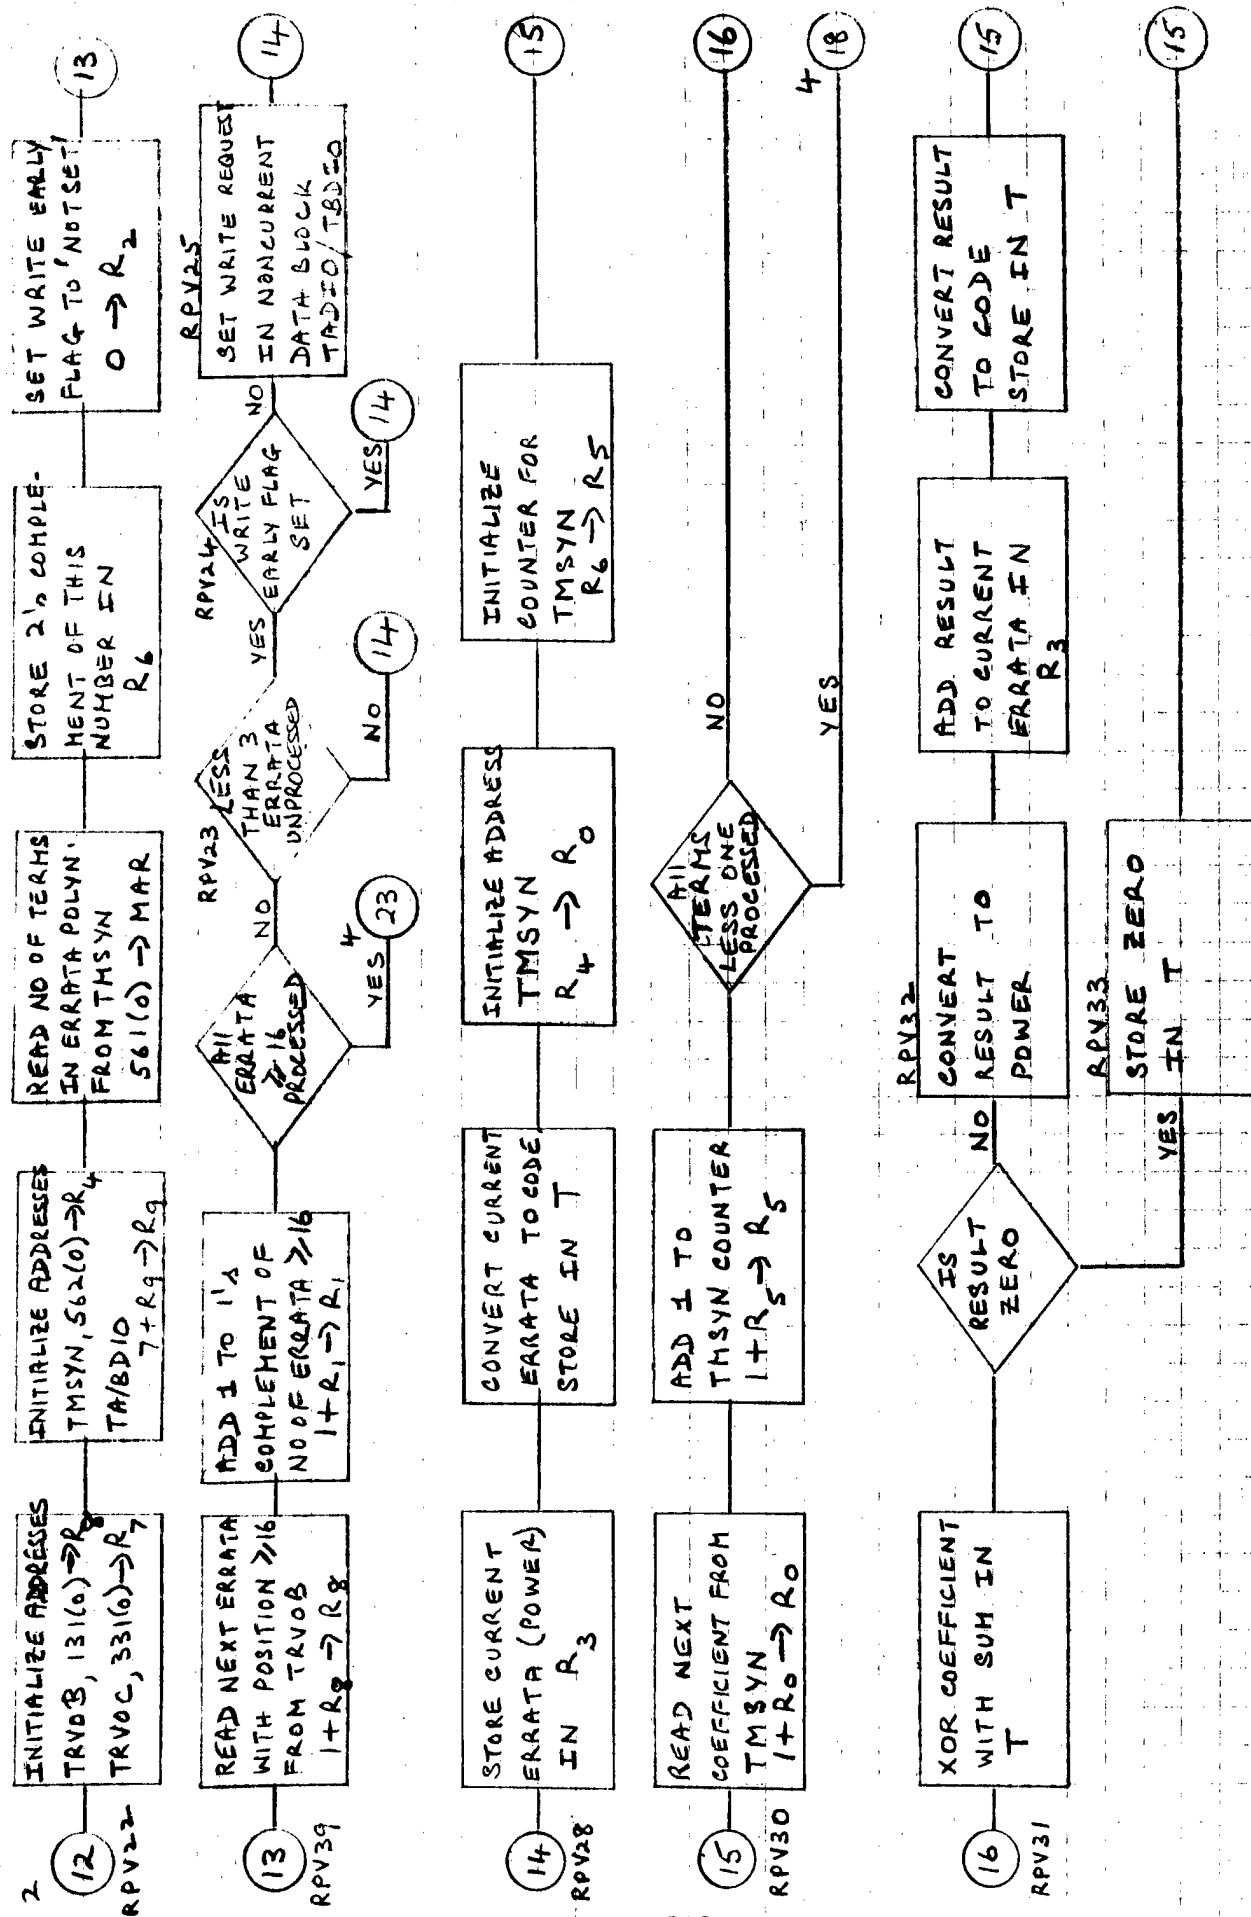 2
12
RPV22
INITIALIZE ADDRESSES
TRVOB, 131(0)→R8
TRVOC, 331(0)→R7
INITIALIZE ADDRESSES
TMSYN, 562(0)→R4
TA/BDIO
7+R9→R9
READ NO OF TERMS
IN ERRATA POLYN.
FROM TMSYN
561(0)→MAR
STORE 2's COMPLE-
MENT OF THIS
NUMBER IN
R6
SET WRITE EARLY
FLAG TO 'NOTSET'
0→R2
13
13
RPV39
READ NEXT ERRATA
WITH POSITION ≥16
FROM TRVOB
1+R8→R8
ADD 1 TO 1's
COMPLEMENT OF
NO OF ERRATA ≥16
1+R1→R1
All
ERRATA
≥16
PROCESSED
YES
4
23
NO
RPV23
LESS
THAN 3
ERRATA
UNPROCESSED
NO
14
YES
RPV24
IS
WRITE
EARLY FLAG
SET
YES
14
NO
RPV25
SET WRITE REQUEST
IN NONCURRENT
DATA BLOCK
TADIO/TBDIO
14
14
RPV28
STORE CURRENT
ERRATA (POWER)
IN R3
CONVERT CURRENT
ERRATA TO CODE
STORE IN T
INITIALIZE ADDRESS
TMSYN
R4→R0
INITIALIZE
COUNTER FOR
TMSYN
R6→R5
15
15
RPV30
READ NEXT
COEFFICIENT FROM
TMSYN
1+R0→R0
ADD 1 TO
TMSYN COUNTER
1+R5→R5
All
TERMS
LESS ONE
PROCESSED
NO
16
YES
4
18
16
RPV31
XOR COEFFICIENT
WITH SUM IN
T
IS
RESULT
ZERO
NO
RPV32
CONVERT
RESULT TO
POWER
ADD RESULT
TO CURRENT
ERRATA IN
R3
CONVERT RESULT
TO CODE
STORE IN T
15
YES
RPV33
STORE ZERO
IN T
15